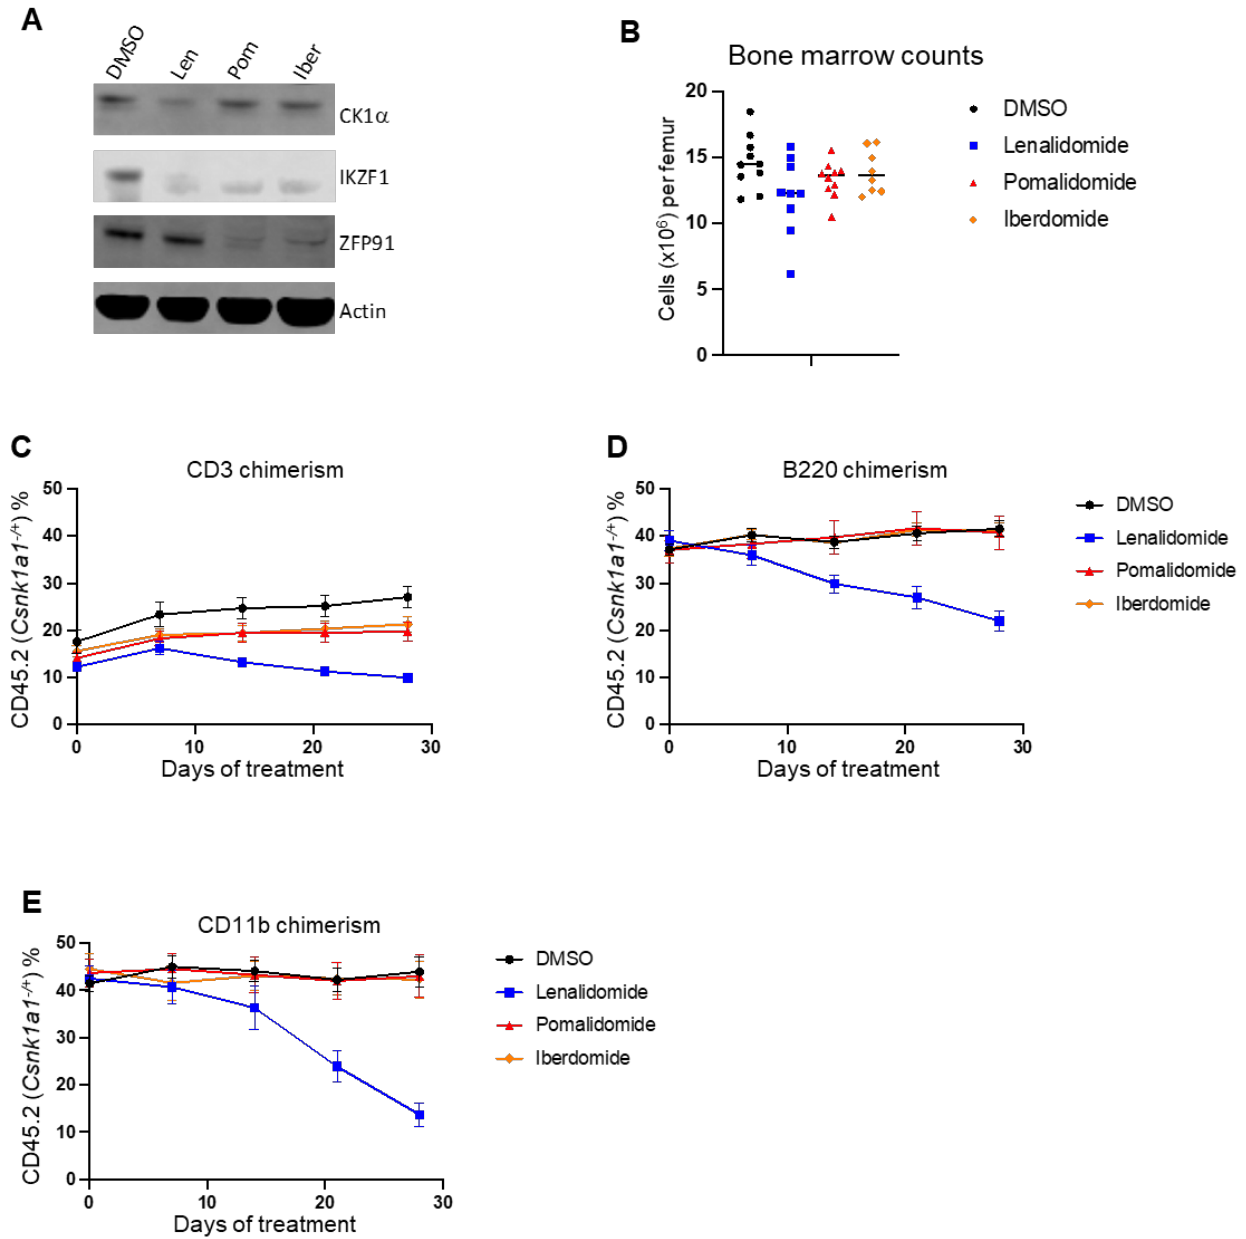 A
DMSO
Len
Pom
Iber
CK1α
IKZF1
ZFP91
Actin
B
Bone marrow counts
Cells (x10⁶) per femur
20
15
10
5
0
DMSO
Lenalidomide
Pomalidomide
Iberdomide
C
CD3 chimerism
CD45.2 (Csnk1a1-/+) %
50
40
30
20
10
0
0 10 20 30
Days of treatment
D
B220 chimerism
CD45.2 (Csnk1a1-/+) %
50
40
30
20
10
0
0 10 20 30
Days of treatment
DMSO
Lenalidomide
Pomalidomide
Iberdomide
E
CD11b chimerism
CD45.2 (Csnk1a1-/+) %
50
40
30
20
10
0
0 10 20 30
Days of treatment
DMSO
Lenalidomide
Pomalidomide
Iberdomide